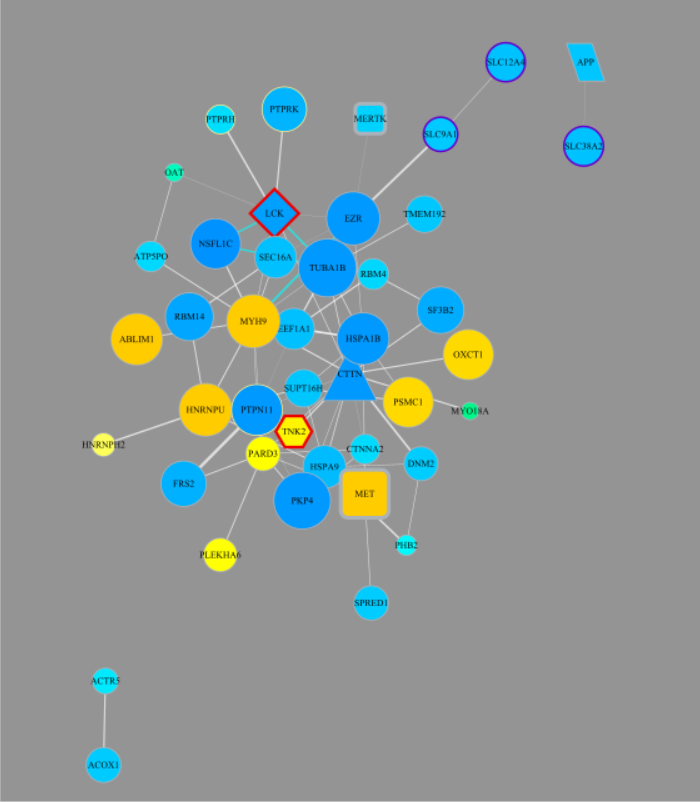 SLC12A4
APP
PTPRK
PTPRH
MERTK
SLC9A1
SLC38A2
OAT
LCK
EZR
TMEM192
NSFL1C
SEC16A
ATP5PO
TUBA1B
RBM4
SF3B2
RBM14
MYH9
EEF1A1
ABLIM1
HSPA1B
OXCT1
CTTN
SUPT16H
PSMC1
HNRNPU
PTPN11
MYO18A
TNK2
HNRNPH2
PARD3
CTNNA2
DNM2
HSPA9
FRS2
PKP4
MET
PHB2
PLEKHA6
SPRED1
ACTR5
ACOX1